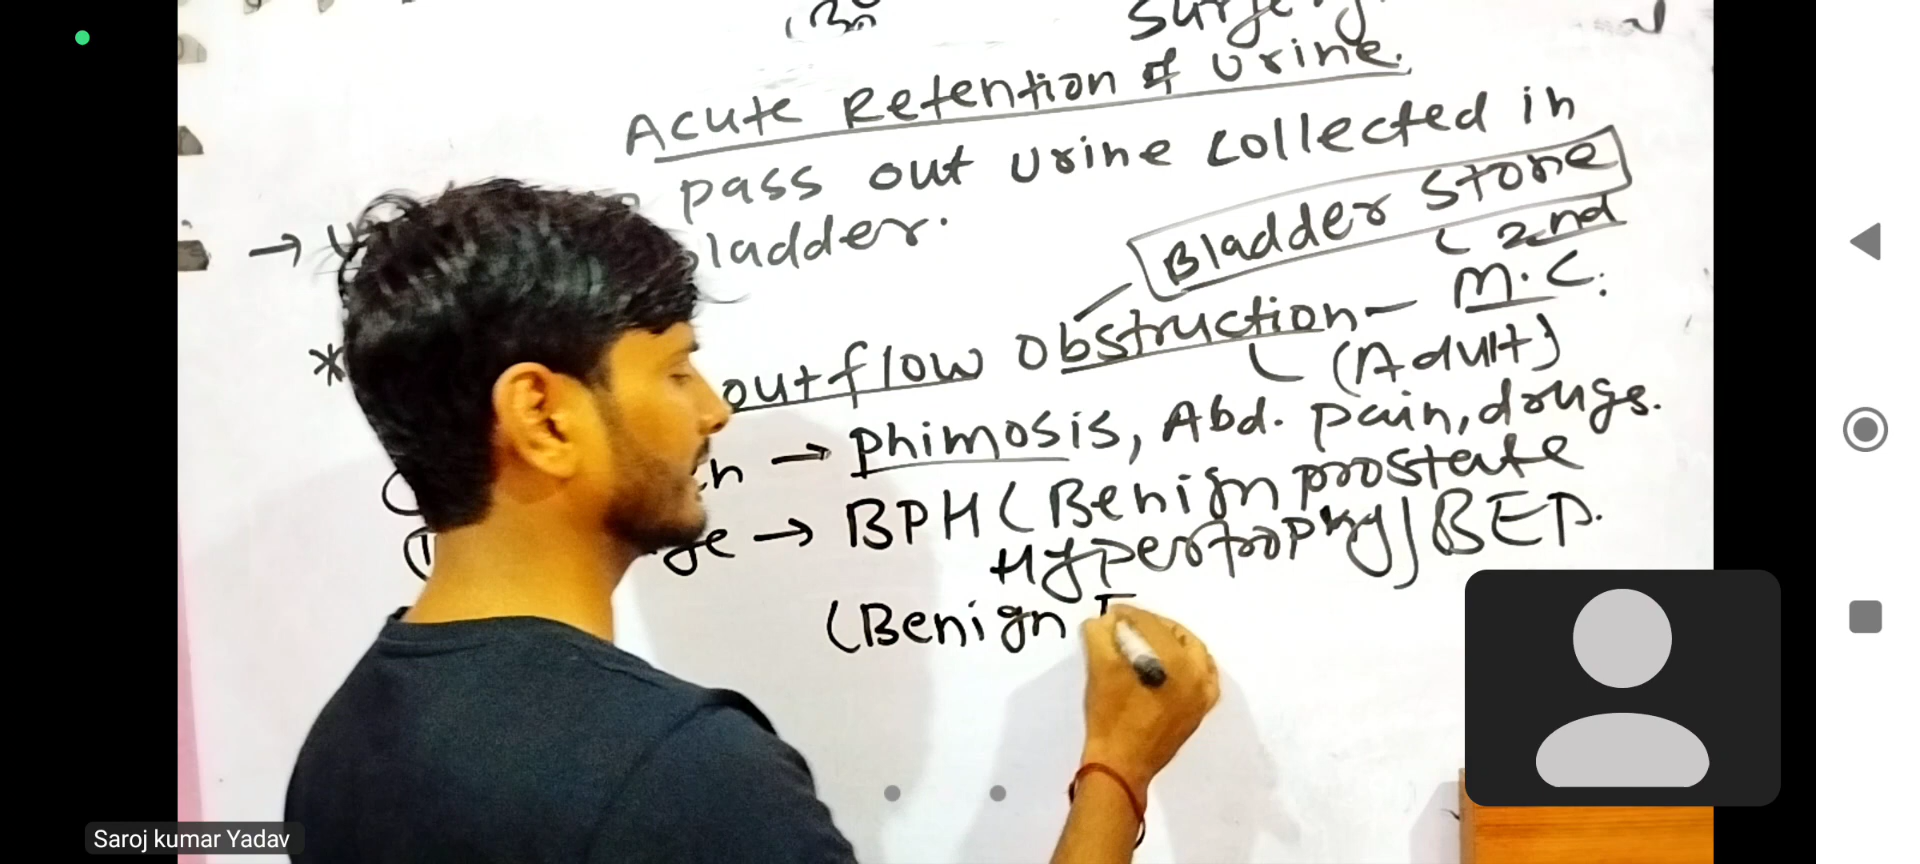 Surgery
Acute Retention of Urine.
→ pass out urine collected in
bladder.
Bladder Stone
(2nd
M.C.
* outflow obstruction-
(Adult)
→ phimosis, Abd. pain, drugs.
→ BPH (Benign prostate
Hypertrophy) BEP.
(Benign
Saroj kumar Yadav